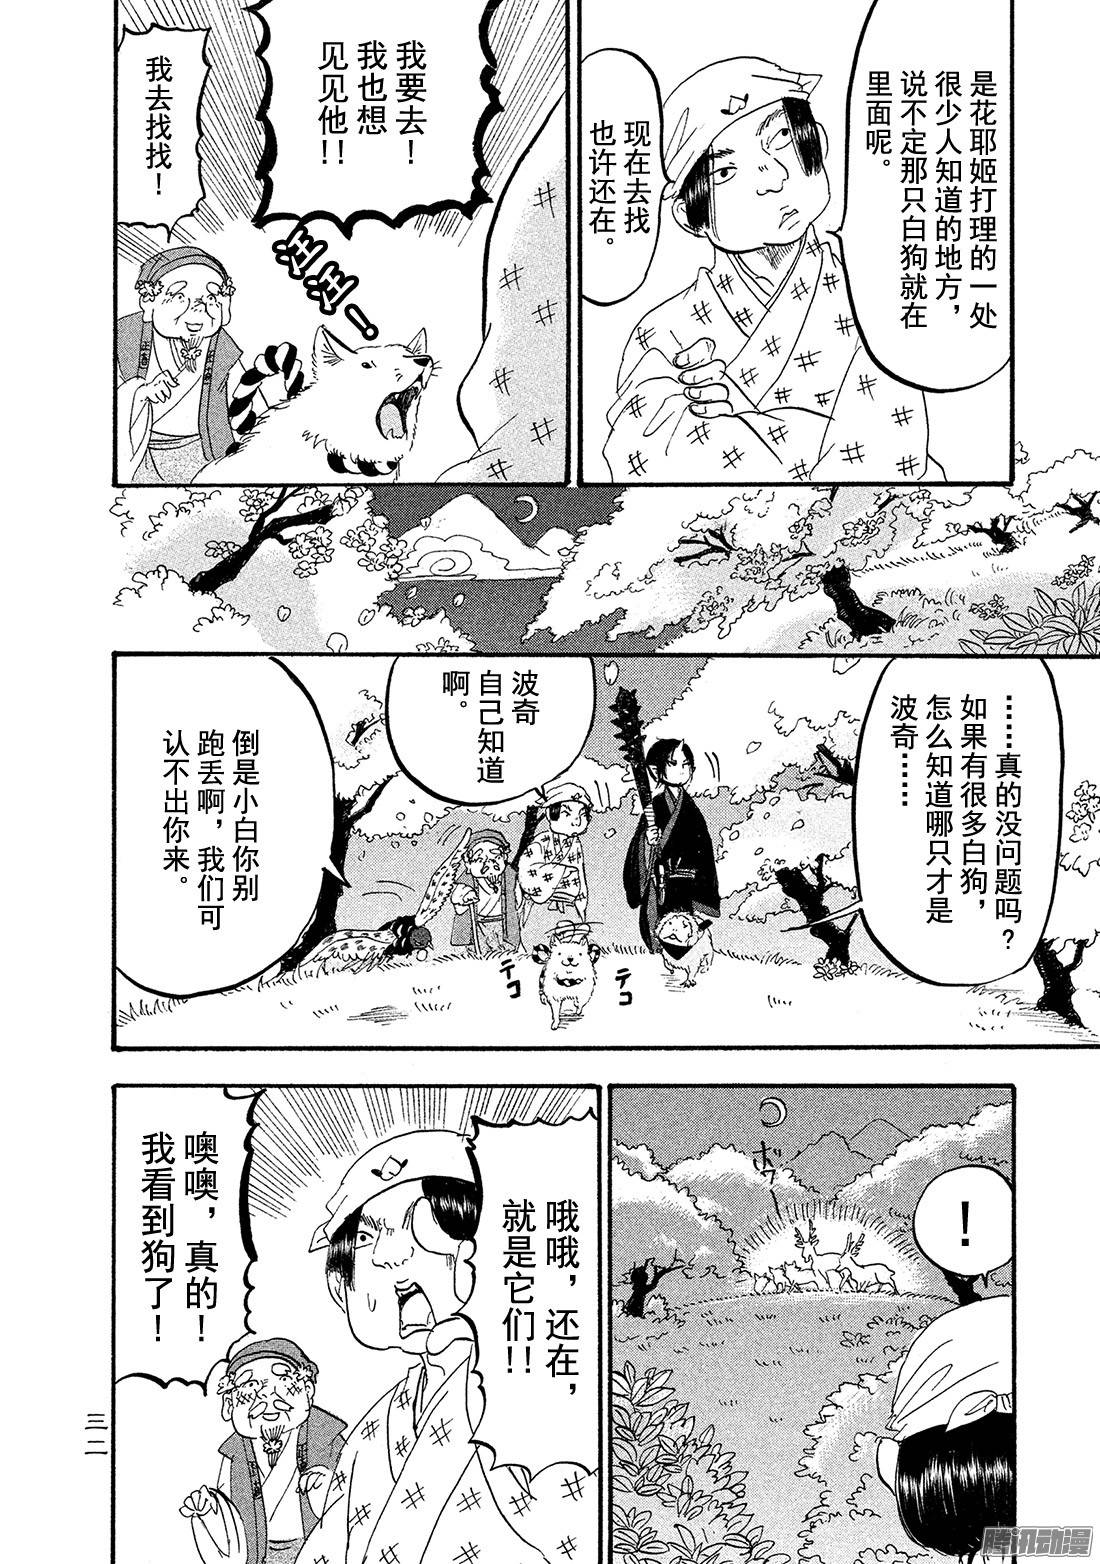 是花耶姬打理的一处
很少人知道的地方，
说不定那只白狗就在
里面呢。
现在去找
也许还在。
我要去！
我也想
见见他！！
我去找找！
汪汪！
……真的没问题吗？
如果有很多白狗，
怎么知道哪只才是
波奇……
波奇
自己知道
啊。
倒是小白你别
跑丢啊，我们可
认不出你来。
テコ
テコ
！
ボワー
哦哦，还在，
就是它们！！
噢噢，真的！
我看到狗了！
三二
腾讯动漫